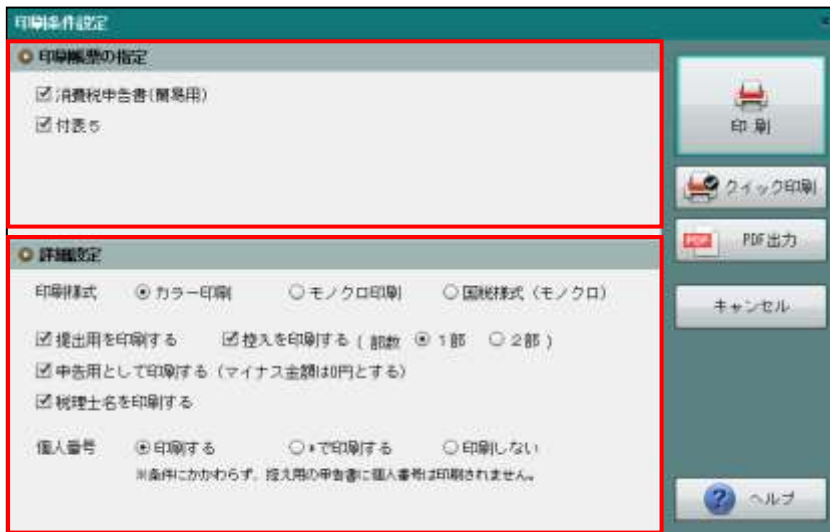 印刷条件設定
印刷帳票の指定
消費税申告書(簡易用)
付表5
詳細設定
印刷様式 カラー印刷 モノクロ印刷 国税様式(モノクロ)
提出用を印刷する 控えを印刷する ( 部数 1部 2部 )
申告用として印刷する (マイナス金額は0円とする)
税理士名を印刷する
個人番号 印刷する *で印刷する 印刷しない
※条件にかかわらず、控え用の申告書に個人番号は印刷されません。
印 刷
クイック印刷
PDF PDF出力
キャンセル
? ヘルプ